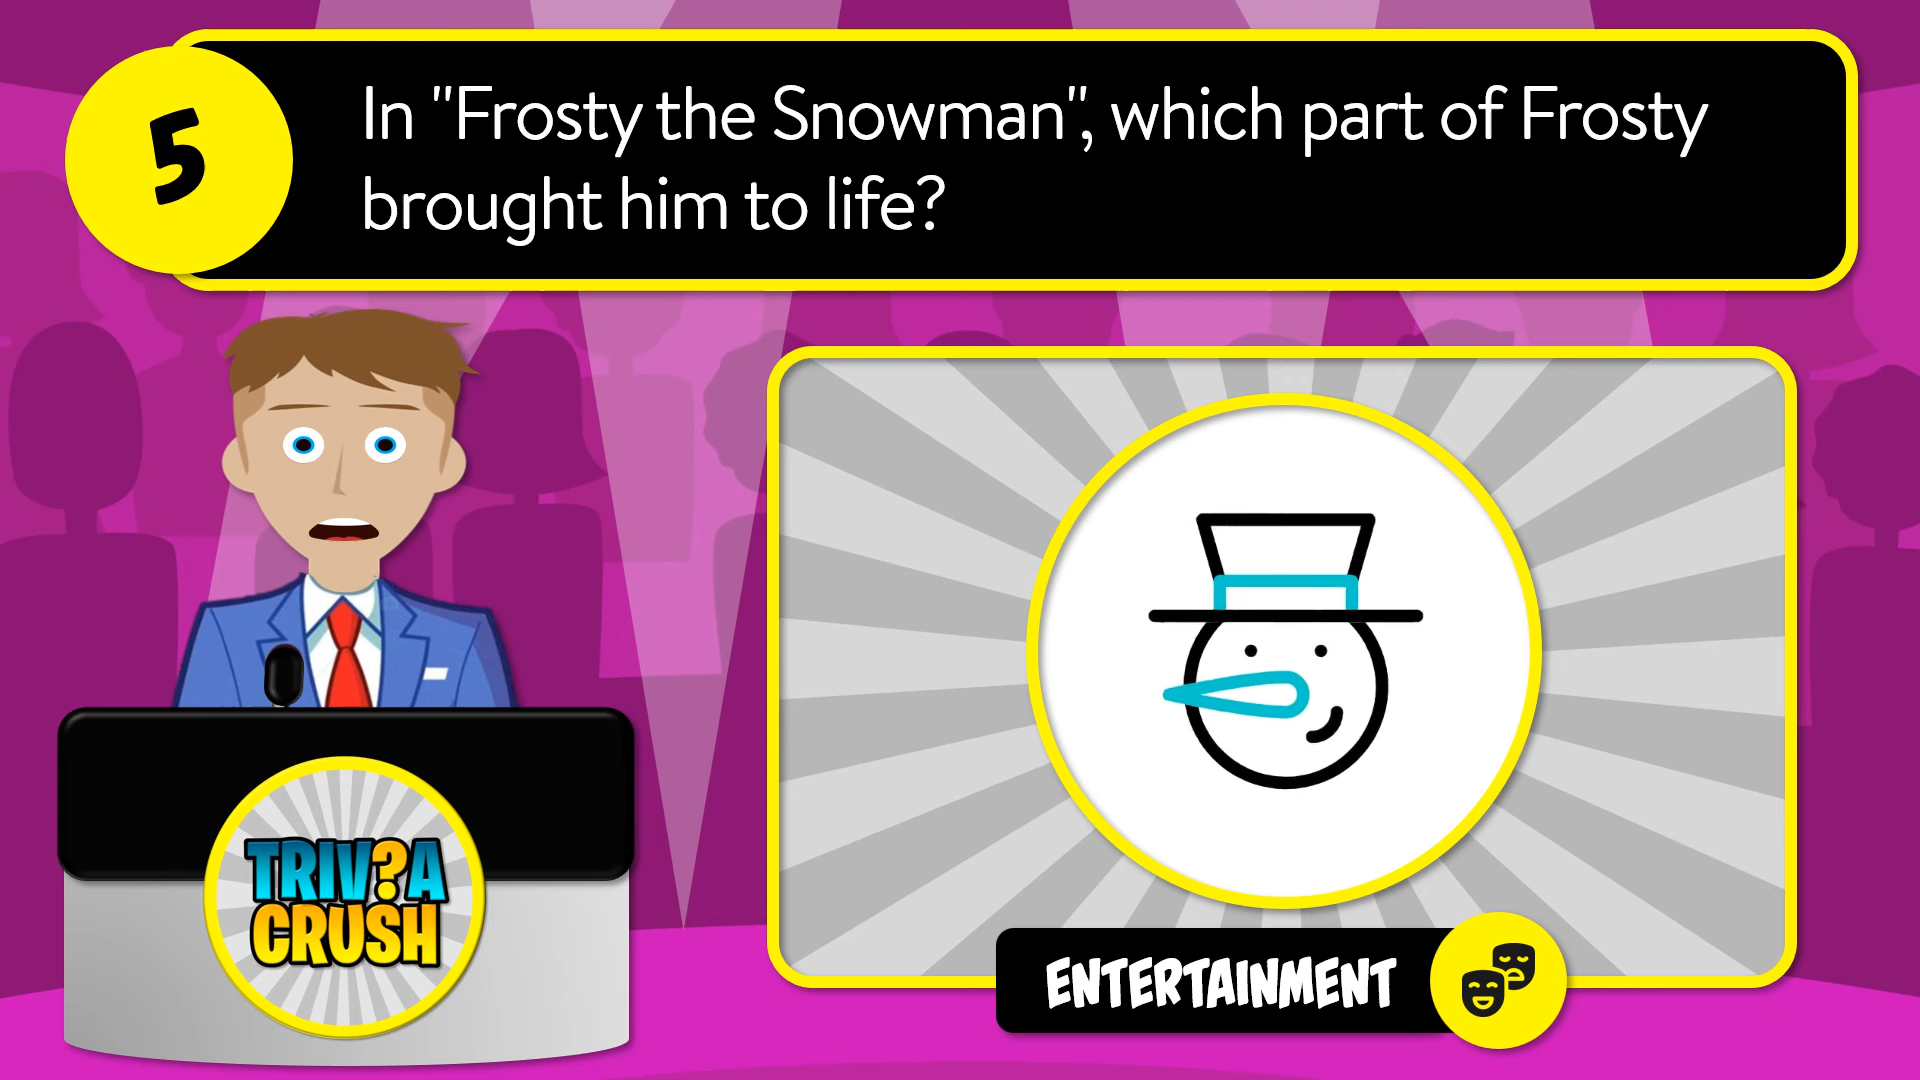 5
In "Frosty the Snowman", which part of Frosty
brought him to life?
TRIV?A
CRUSH
ENTERTAINMENT